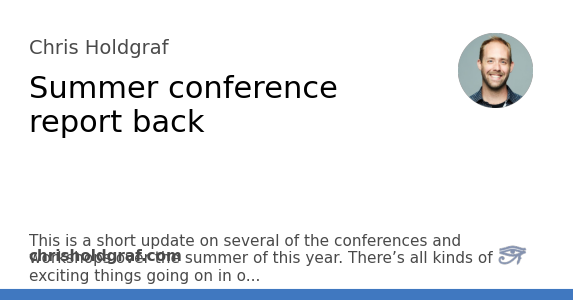 Chris Holdgraf
Summer conference
report back
This is a short update on several of the conferences and
workshops over the summer of this year. There’s all kinds of
chrisholdgraf.com
exciting things going on in o...